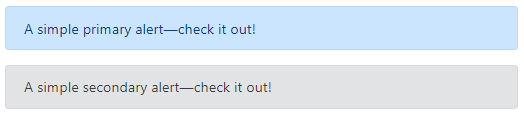 A simple primary alert—check it out!
A simple secondary alert—check it out!